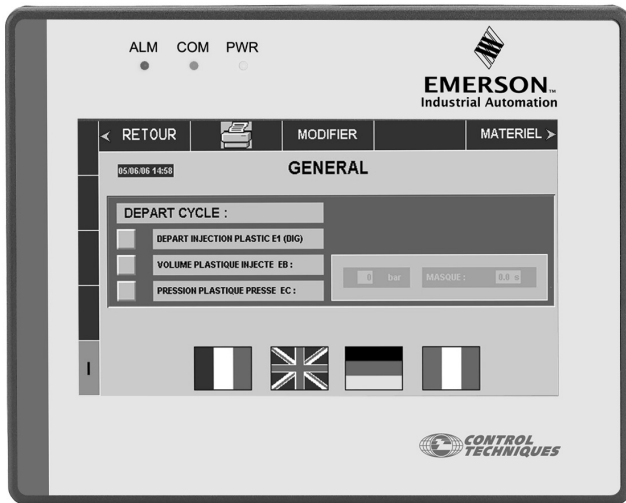 ALM COM PWR
EMERSON™
Industrial Automation
< RETOUR MODIFIER MATERIEL >
05/06/06 14:58 GENERAL
DEPART CYCLE :
DEPART INJECTION PLASTIC E1 (DIG)
VOLUME PLASTIQUE INJECTE EB :
0 bar MASQUE : 0.0 s
PRESSION PLASTIQUE PRESSE EC :
I
CONTROL
TECHNIQUES